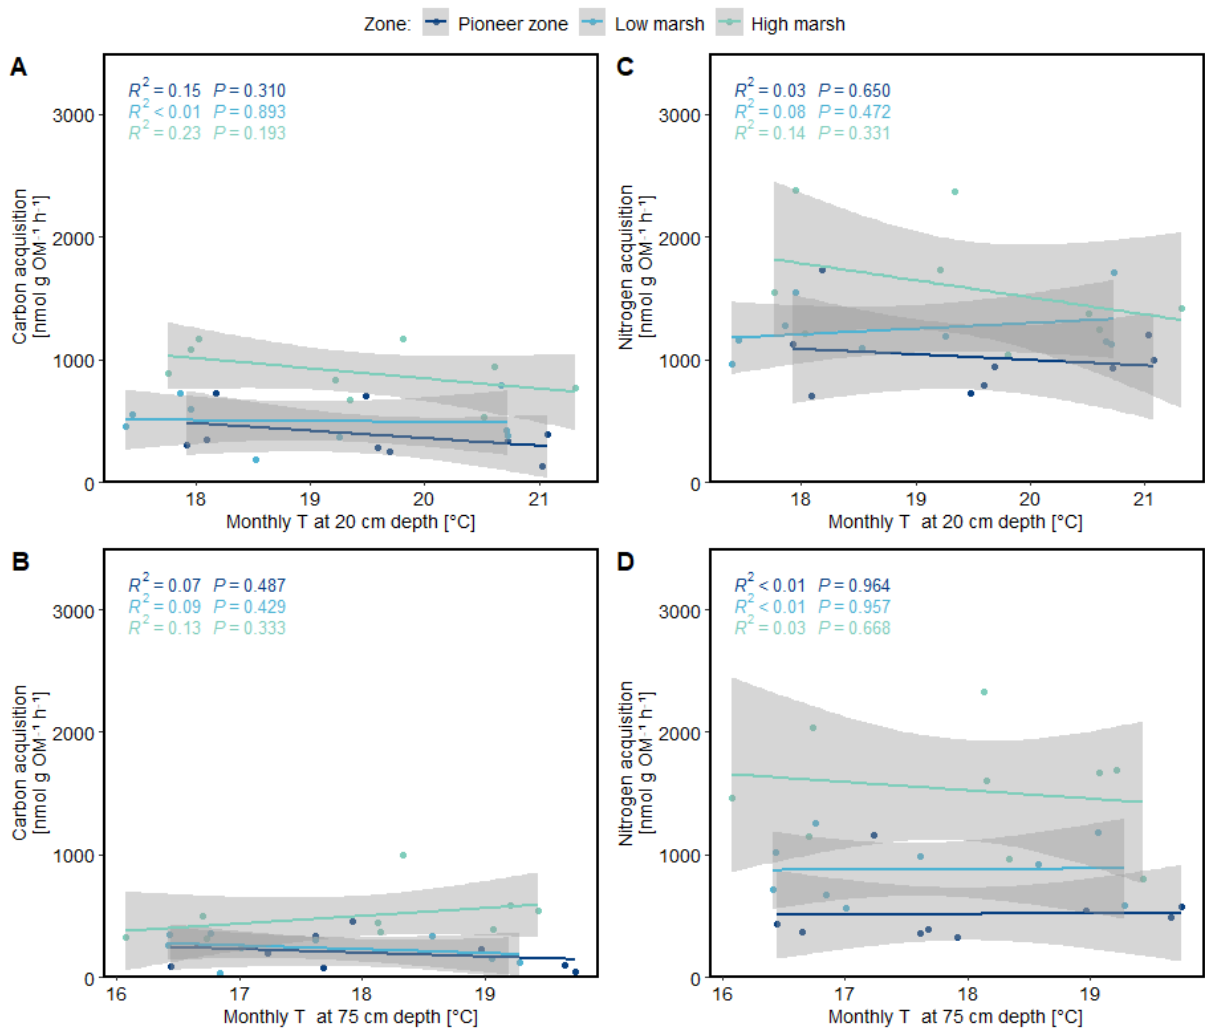 Zone: Pioneer zone Low marsh High marsh
A
R² = 0.15 P = 0.310
R² < 0.01 P = 0.893
R² = 0.23 P = 0.193
3000
2000
1000
0
Carbon acquisition
[nmol g OM⁻¹ h⁻¹]
18 19 20 21
Monthly T at 20 cm depth [°C]
C
R² = 0.03 P = 0.650
R² = 0.08 P = 0.472
R² = 0.14 P = 0.331
3000
2000
1000
0
Nitrogen acquisition
[nmol g OM⁻¹ h⁻¹]
18 19 20 21
Monthly T at 20 cm depth [°C]
B
R² = 0.07 P = 0.487
R² = 0.09 P = 0.429
R² = 0.13 P = 0.333
3000
2000
1000
0
Carbon acquisition
[nmol g OM⁻¹ h⁻¹]
16 17 18 19
Monthly T at 75 cm depth [°C]
D
R² < 0.01 P = 0.964
R² < 0.01 P = 0.957
R² = 0.03 P = 0.668
3000
2000
1000
0
Nitrogen acquisition
[nmol g OM⁻¹ h⁻¹]
16 17 18 19
Monthly T at 75 cm depth [°C]